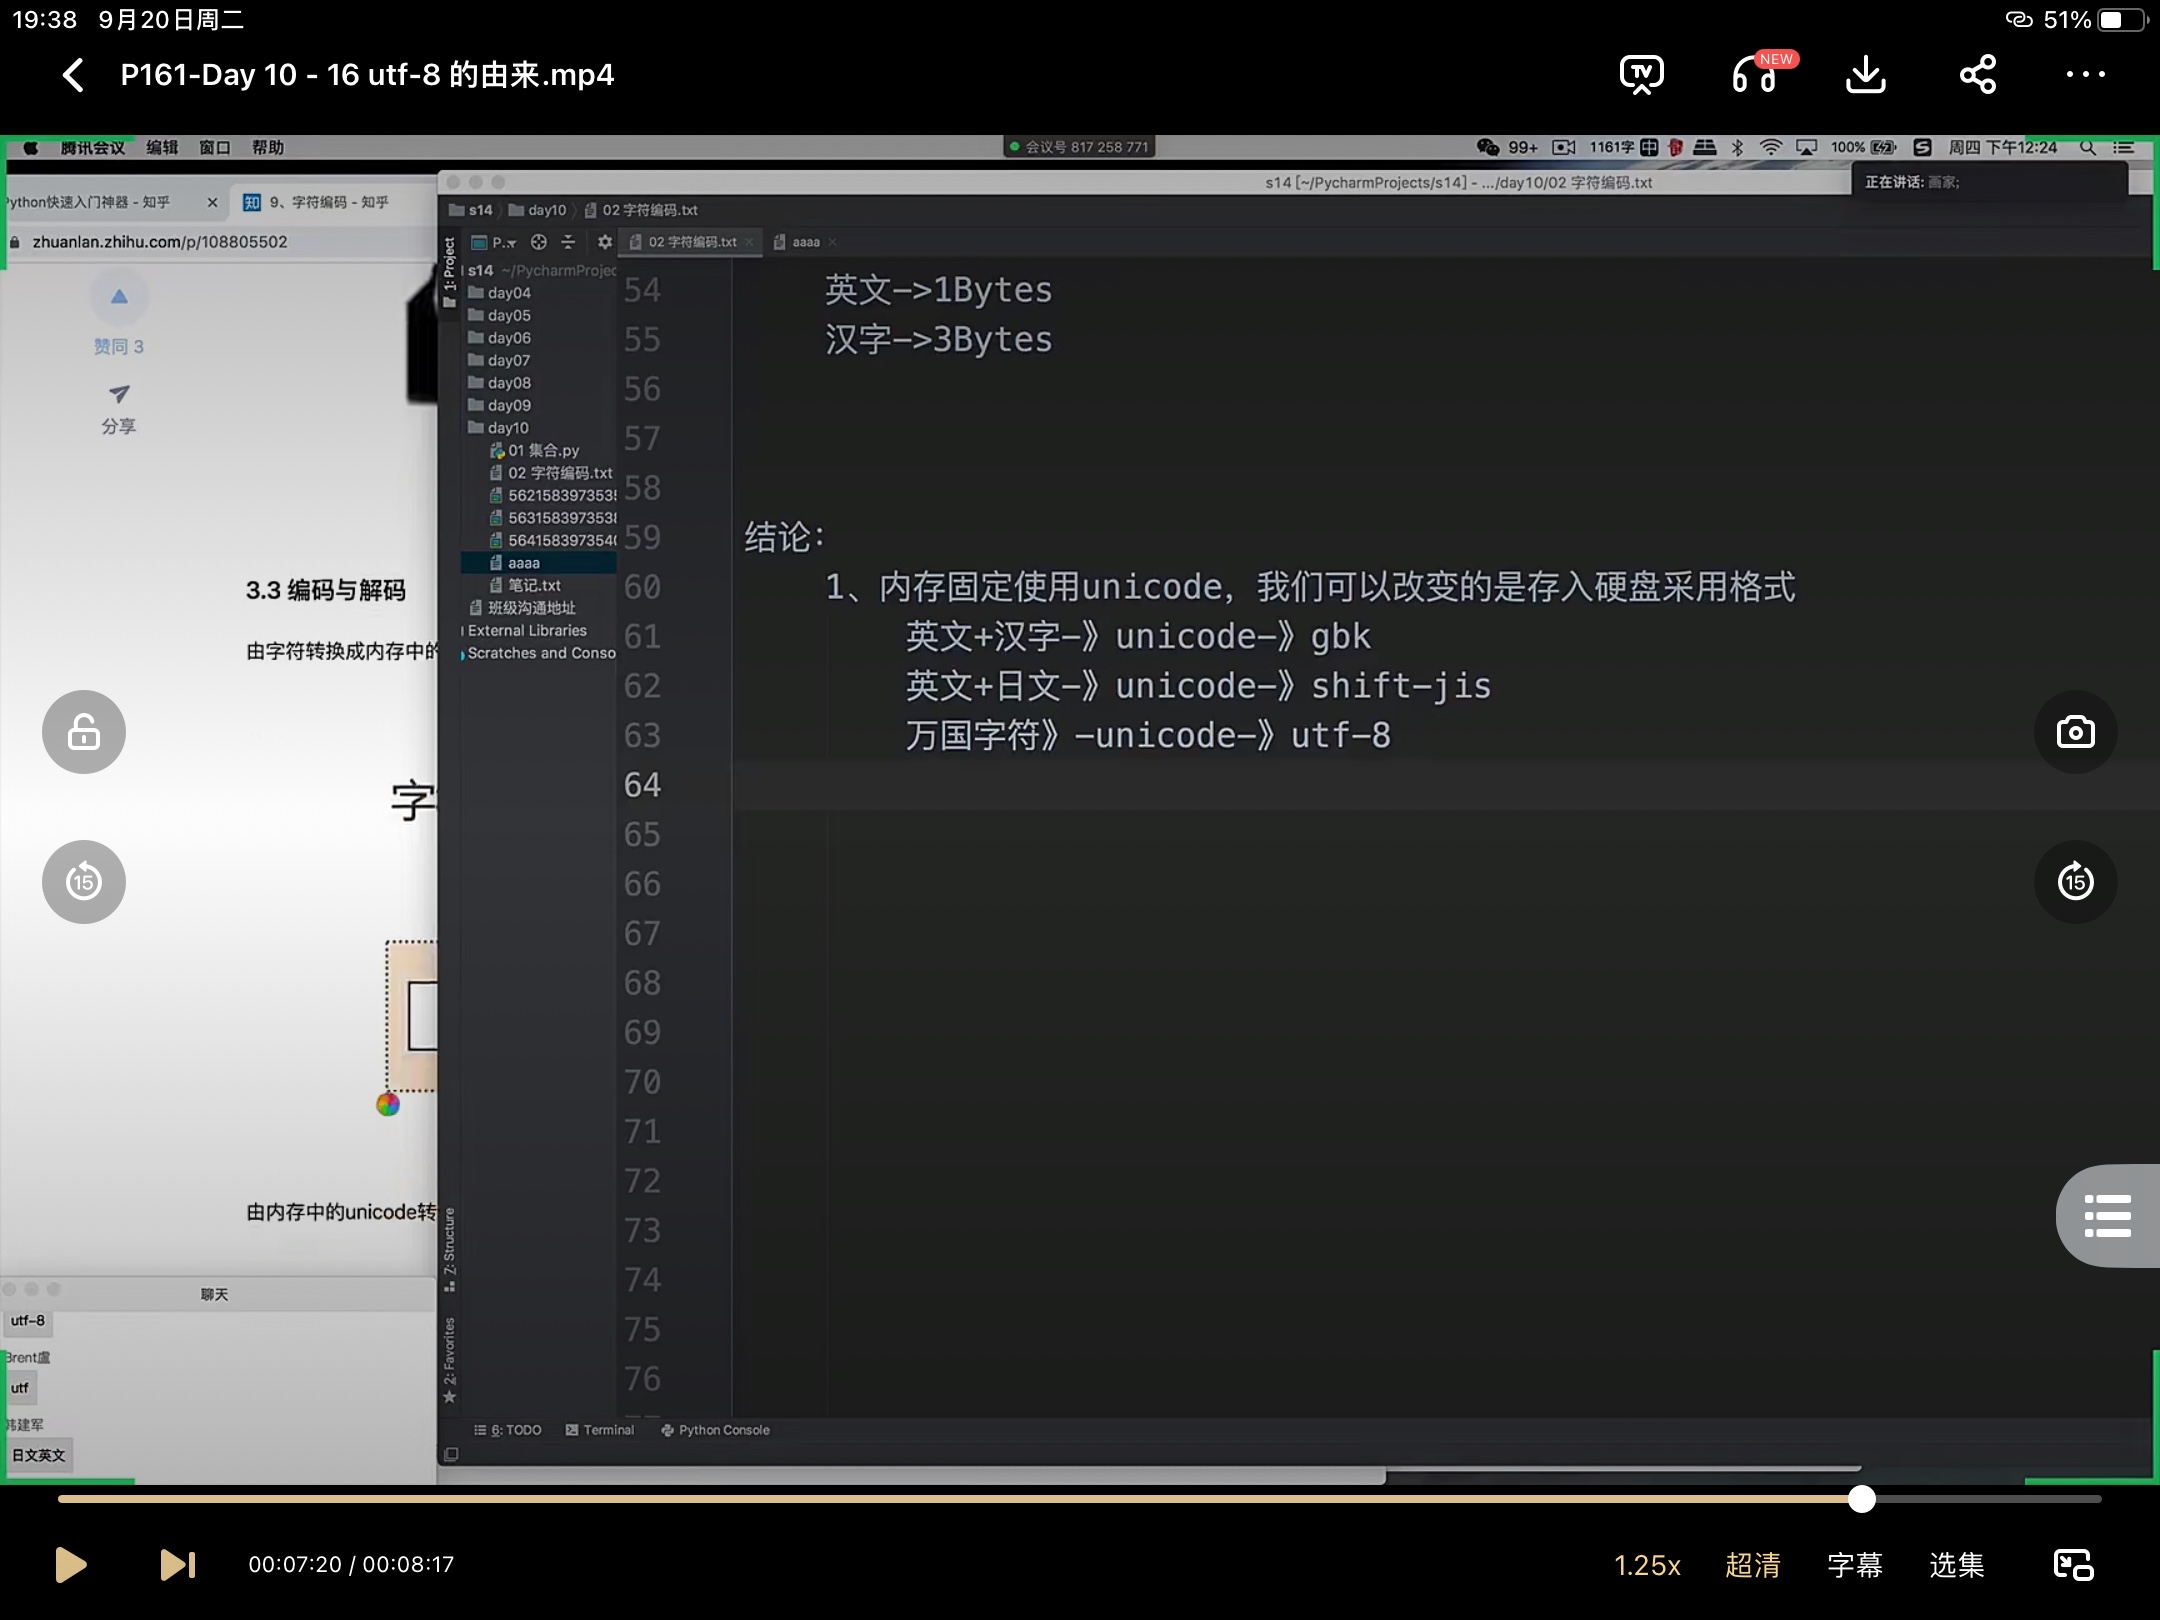 19:38 9月20日周二
51%
P161-Day 10 - 16 utf-8 的由来.mp4
NEW
腾讯会议 编辑 窗口 帮助
会议号 817 258 771
99+ 1161字 100% 周四 下午12:24
ython快速入门神器 - 知乎
9、字符编码 - 知乎
zhuanlan.zhihu.com/p/108805502
s14 [~/PycharmProjects/s14] - .../day10/02 字符编码.txt
正在讲话: 画家;
s14 day10 02 字符编码.txt
1: Project
P..
02 字符编码.txt
aaaa
s14 ~/PycharmProjec
day04
day05
day06
day07
day08
day09
day10
01 集合.py
02 字符编码.txt
562158397353
563158397353
564158397354
aaaa
笔记.txt
班级沟通地址
External Libraries
Scratches and Conso
赞同 3
分享
3.3 编码与解码
由字符转换成内存中的
由内存中的unicode转
54 英文->1Bytes
55 汉字->3Bytes
56
57
58
59 结论:
60 1、内存固定使用unicode，我们可以改变的是存入硬盘采用格式
61 英文+汉字-》unicode-》gbk
62 英文+日文-》unicode-》shift-jis
63 万国字符》-unicode-》utf-8
64
65
66
67
68
69
70
71
72
73
74
75
76
Z: Structure
2: Favorites
聊天
utf-8
Brent盧
utf
韩建军
日文英文
6: TODO Terminal Python Console
15
15
00:07:20 / 00:08:17
1.25x 超清 字幕 选集